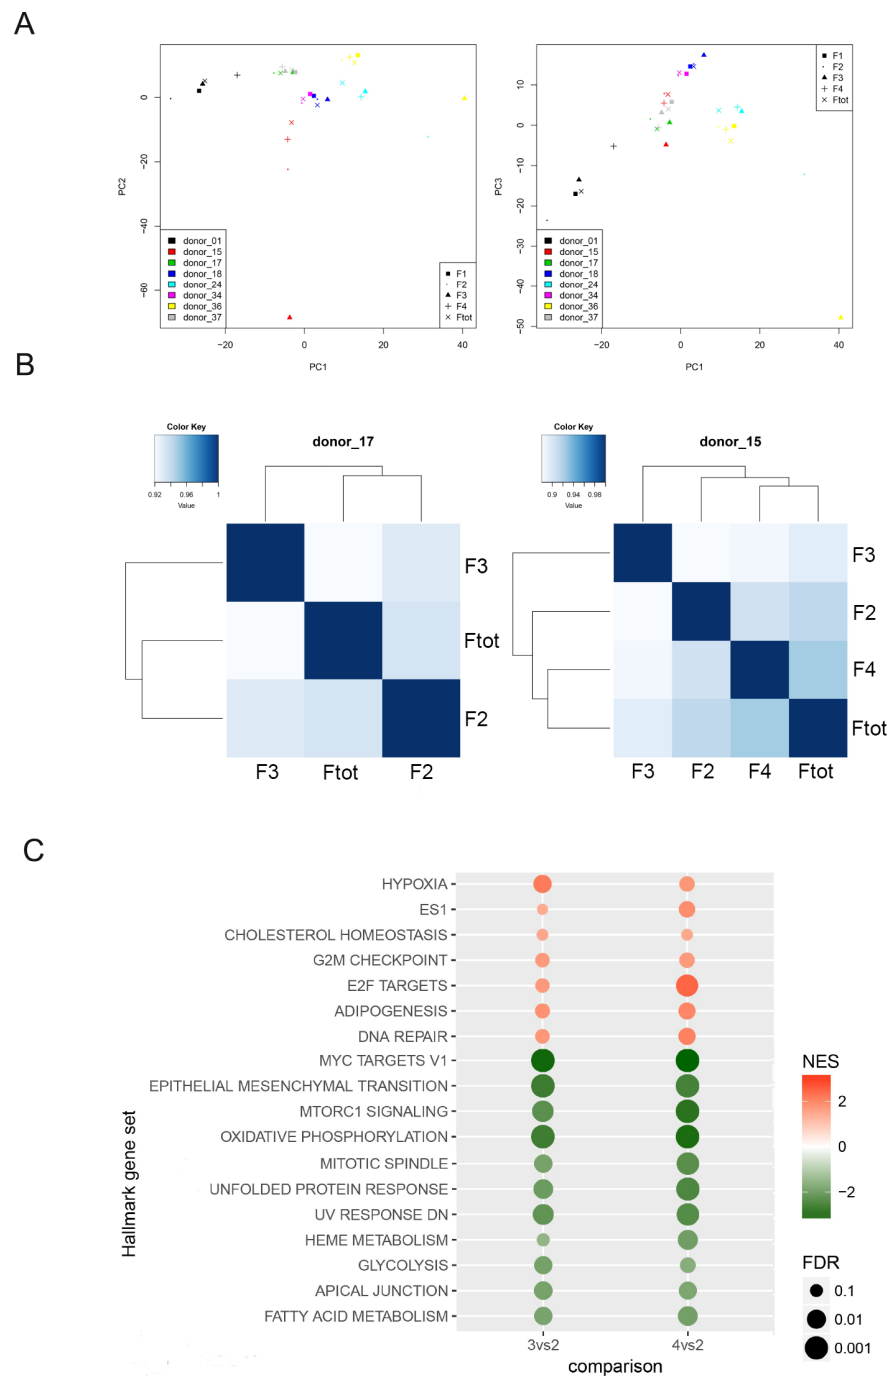 A
PC2
0
−20
−40
−60
donor_01
donor_15
donor_17
donor_18
donor_24
donor_34
donor_36
donor_37
F1
F2
F3
F4
Ftot
−20
0
20
40
PC1
PC3
10
0
−10
−20
−30
−40
−50
F1
F2
F3
F4
Ftot
donor_01
donor_15
donor_17
donor_18
donor_24
donor_34
donor_36
donor_37
−20
0
20
40
PC1
B
Color Key
0.92 0.96 1
Value
donor_17
F3
Ftot
F2
F3 Ftot F2
Color Key
0.9 0.94 0.98
Value
donor_15
F3
F2
F4
Ftot
F3 F2 F4 Ftot
C
Hallmark gene set
HYPOXIA
ES1
CHOLESTEROL HOMEOSTASIS
G2M CHECKPOINT
E2F TARGETS
ADIPOGENESIS
DNA REPAIR
MYC TARGETS V1
EPITHELIAL MESENCHYMAL TRANSITION
MTORC1 SIGNALING
OXIDATIVE PHOSPHORYLATION
MITOTIC SPINDLE
UNFOLDED PROTEIN RESPONSE
UV RESPONSE DN
HEME METABOLISM
GLYCOLYSIS
APICAL JUNCTION
FATTY ACID METABOLISM
3vs2 4vs2
comparison
NES
2
0
−2
FDR
0.1
0.01
0.001